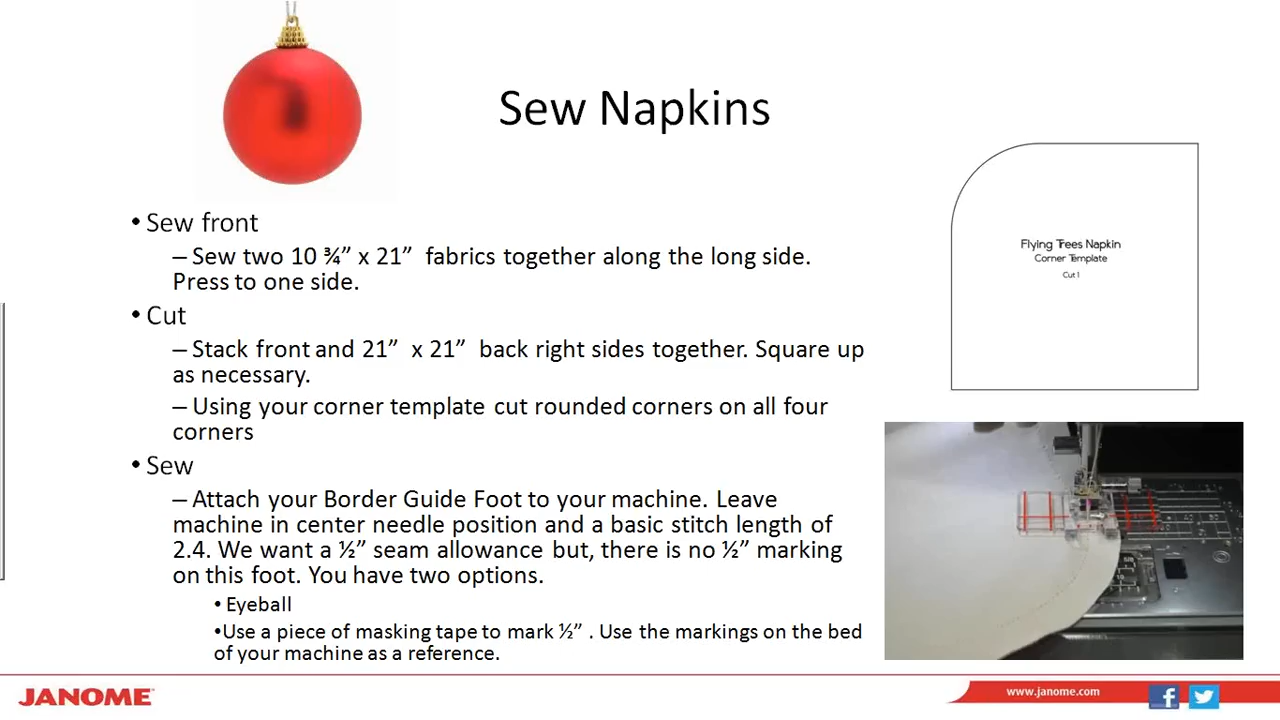 Sew Napkins
• Sew front
– Sew two 10 ¾” x 21” fabrics together along the long side.
Press to one side.
• Cut
– Stack front and 21” x 21” back right sides together. Square up
as necessary.
– Using your corner template cut rounded corners on all four
corners
• Sew
– Attach your Border Guide Foot to your machine. Leave
machine in center needle position and a basic stitch length of
2.4. We want a ½” seam allowance but, there is no ½” marking
on this foot. You have two options.
• Eyeball
•Use a piece of masking tape to mark ½” . Use the markings on the bed
of your machine as a reference.
Flying Trees Napkin
Corner Template
Cut 1
JANOME
www.janome.com